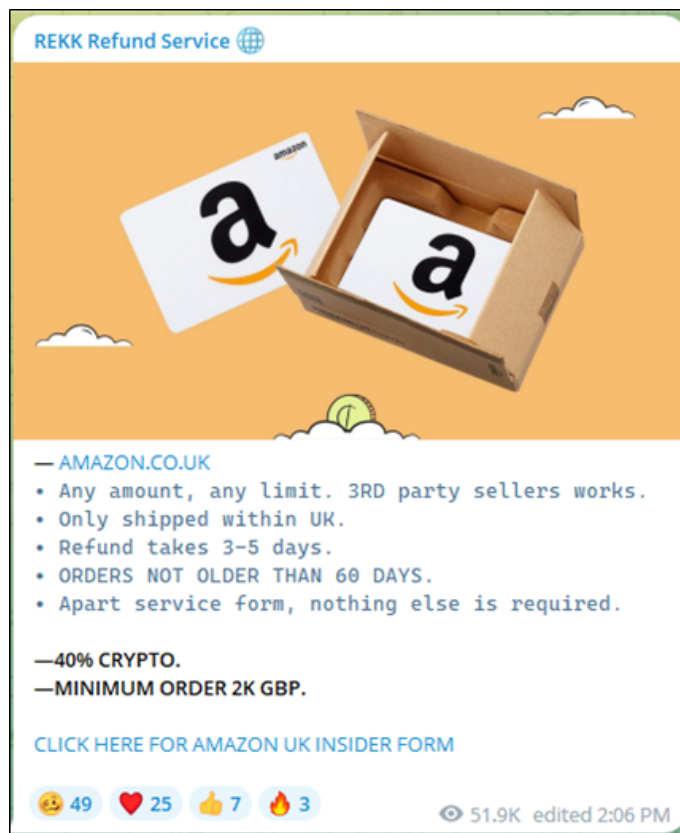 REKK Refund Service 🌐
amazon
a
a
— AMAZON.CO.UK
• Any amount, any limit. 3RD party sellers works.
• Only shipped within UK.
• Refund takes 3-5 days.
• ORDERS NOT OLDER THAN 60 DAYS.
• Apart service form, nothing else is required.
—40% CRYPTO.
—MINIMUM ORDER 2K GBP.
CLICK HERE FOR AMAZON UK INSIDER FORM
🥴 49 ❤️ 25 👍 7 🔥 3 51.9K edited 2:06 PM